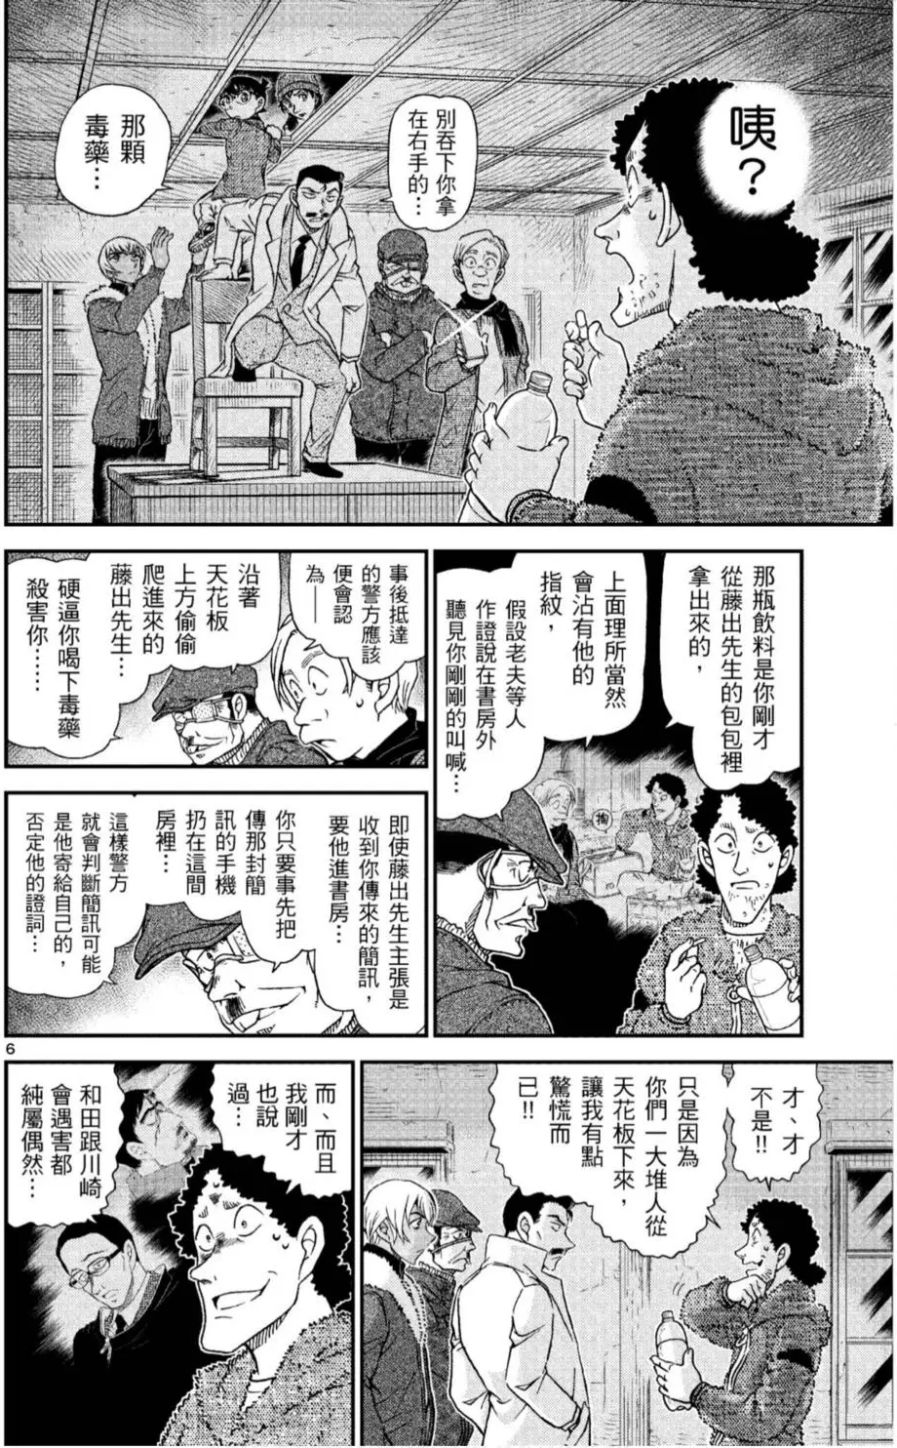 咦？
別吞下你拿
在右手的…
那顆
毒藥…
那瓶飲料是你剛才
從藤出先生的包包裡
拿出來的，
上面理所當然
會沾有他的
指紋，
掏
假設老夫等人
作證說在書房外
聽見你剛剛的叫喊…
事後抵達
的警方應該
便會認
為──
沿著
天花板
上方偷偷
爬進來的
藤出先生…
硬逼你喝下毒藥
殺害你……
即使藤出先生主張是
收到你傳來的簡訊，
要他進書房…
你只要事先把
傳那封簡
訊的手機
扔在這間
房裡…
這樣警方
就會判斷簡訊可能
是他寄給自己的，
否定他的證詞…
6
才、才
不是!!
只是因為
你們一大堆人從
天花板下來，
讓我有點
驚慌而
已!!
而、而且
我剛才
也說
過…
和田跟川崎
會遇害都
純屬偶然…